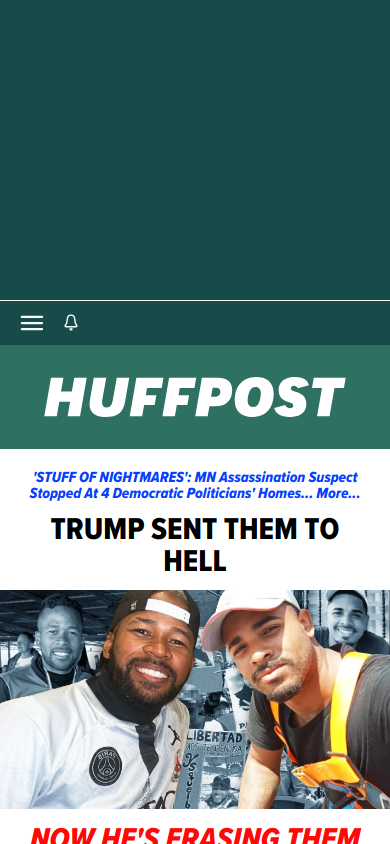 HUFFPOST
'STUFF OF NIGHTMARES': MN Assassination Suspect
Stopped At 4 Democratic Politicians' Homes... More...
TRUMP SENT THEM TO
HELL
LIBERTAD
NOW HE'S ERASING THEM